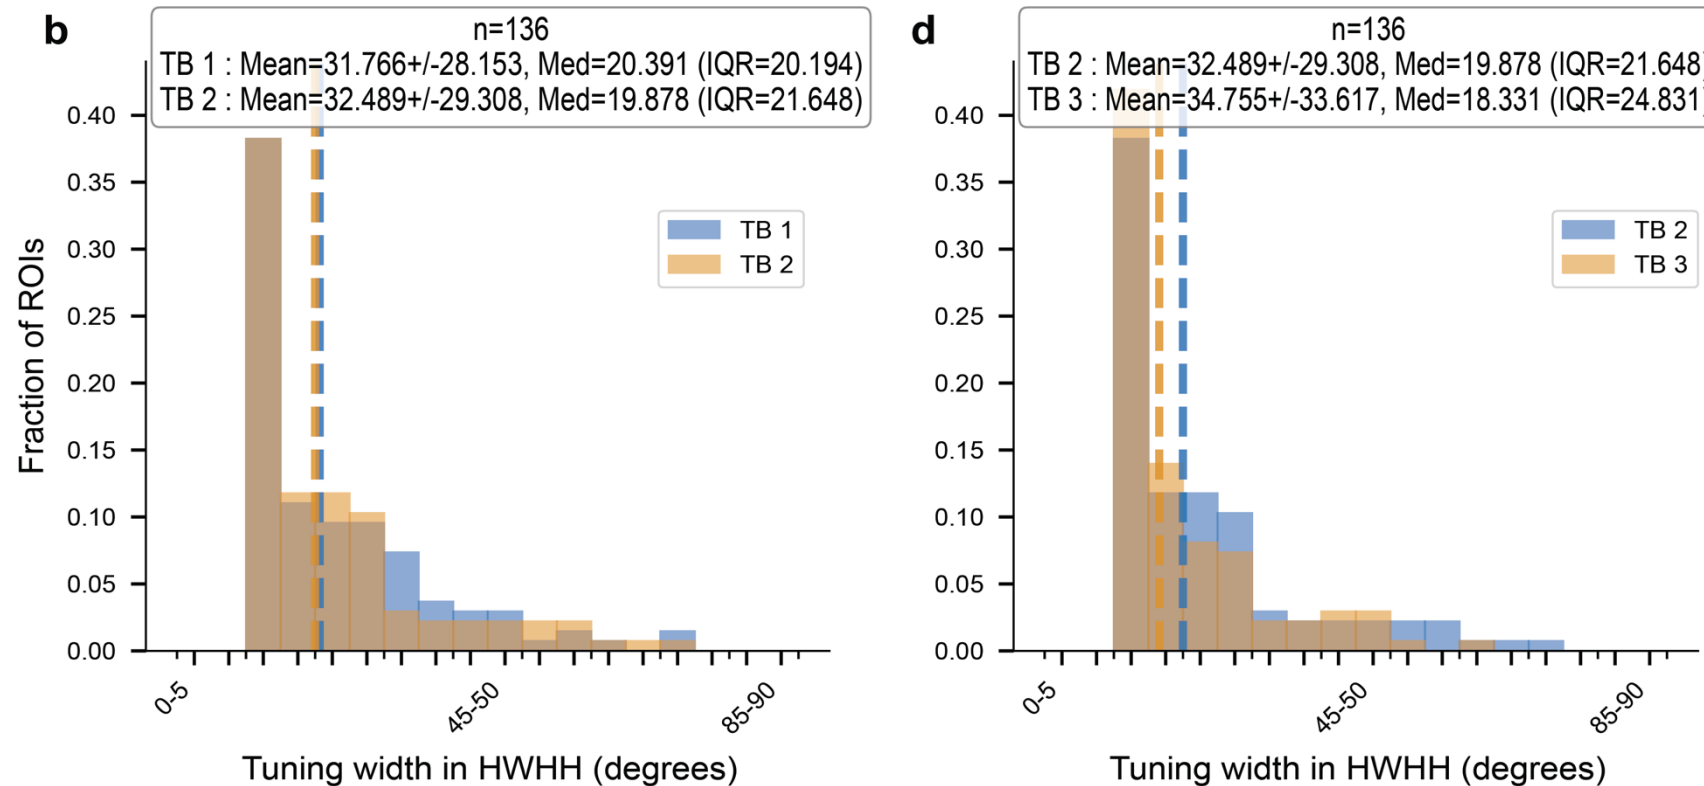 b
n=136
TB 1 : Mean=31.766+/-28.153, Med=20.391 (IQR=20.194)
TB 2 : Mean=32.489+/-29.308, Med=19.878 (IQR=21.648)
0.40
0.35
0.30
0.25
0.20
0.15
0.10
0.05
0.00
Fraction of ROIs
TB 1
TB 2
0-5
45-50
85-90
Tuning width in HWHH (degrees)
d
n=136
TB 2 : Mean=32.489+/-29.308, Med=19.878 (IQR=21.648)
TB 3 : Mean=34.755+/-33.617, Med=18.331 (IQR=24.831)
0.40
0.35
0.30
0.25
0.20
0.15
0.10
0.05
0.00
TB 2
TB 3
0-5
45-50
85-90
Tuning width in HWHH (degrees)